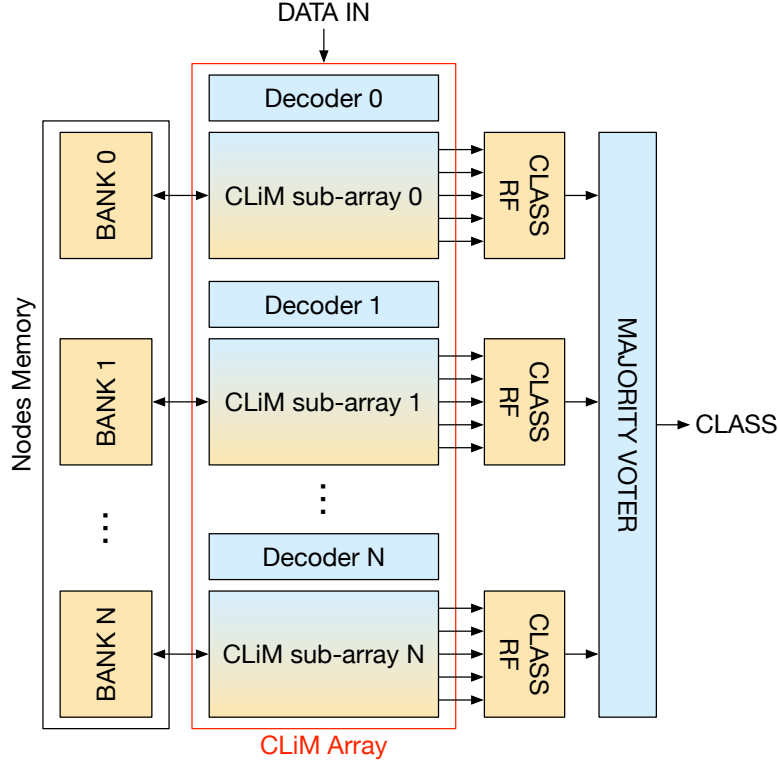 DATA IN
Decoder 0
BANK 0
CLiM sub-array 0
CLASS
RF
Decoder 1
Nodes Memory
BANK 1
CLiM sub-array 1
CLASS
RF
MAJORITY VOTER
CLASS
...
...
Decoder N
BANK N
CLiM sub-array N
CLASS
RF
CLiM Array